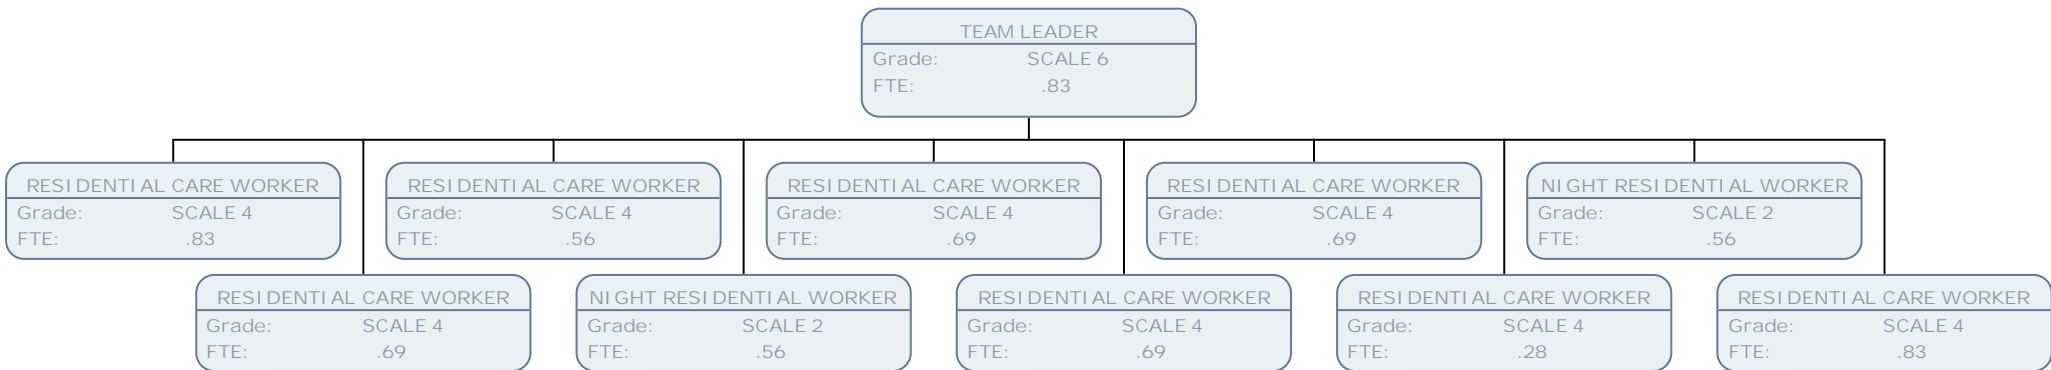 TEAM LEADER
Grade: SCALE 6
FTE: .83
RESIDENTIAL CARE WORKER
Grade: SCALE 4
FTE: .83
RESIDENTIAL CARE WORKER
Grade: SCALE 4
FTE: .56
RESIDENTIAL CARE WORKER
Grade: SCALE 4
FTE: .69
RESIDENTIAL CARE WORKER
Grade: SCALE 4
FTE: .69
NIGHT RESIDENTIAL WORKER
Grade: SCALE 2
FTE: .56
RESIDENTIAL CARE WORKER
Grade: SCALE 4
FTE: .69
NIGHT RESIDENTIAL WORKER
Grade: SCALE 2
FTE: .56
RESIDENTIAL CARE WORKER
Grade: SCALE 4
FTE: .69
RESIDENTIAL CARE WORKER
Grade: SCALE 4
FTE: .28
RESIDENTIAL CARE WORKER
Grade: SCALE 4
FTE: .83